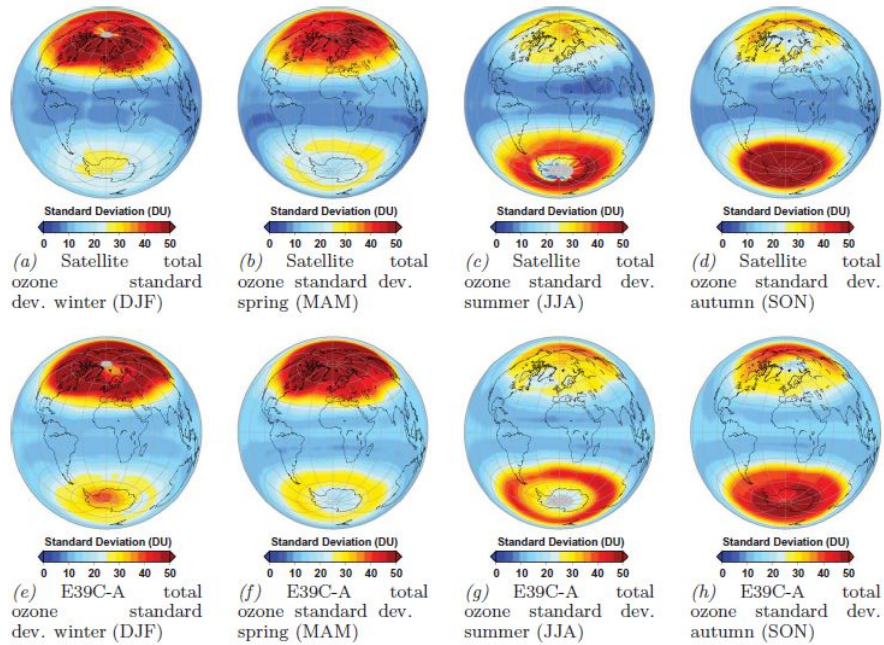 Standard Deviation (DU)
0 10 20 30 40 50
(a) Satellite total
ozone standard
dev. winter (DJF)
Standard Deviation (DU)
0 10 20 30 40 50
(b) Satellite total
ozone standard dev.
spring (MAM)
Standard Deviation (DU)
0 10 20 30 40 50
(c) Satellite total
ozone standard dev.
summer (JJA)
Standard Deviation (DU)
0 10 20 30 40 50
(d) Satellite total
ozone standard dev.
autumn (SON)
Standard Deviation (DU)
0 10 20 30 40 50
(e) E39C-A total
ozone standard
dev. winter (DJF)
Standard Deviation (DU)
0 10 20 30 40 50
(f) E39C-A total
ozone standard dev.
spring (MAM)
Standard Deviation (DU)
0 10 20 30 40 50
(g) E39C-A total
ozone standard dev.
summer (JJA)
Standard Deviation (DU)
0 10 20 30 40 50
(h) E39C-A total
ozone standard dev.
autumn (SON)